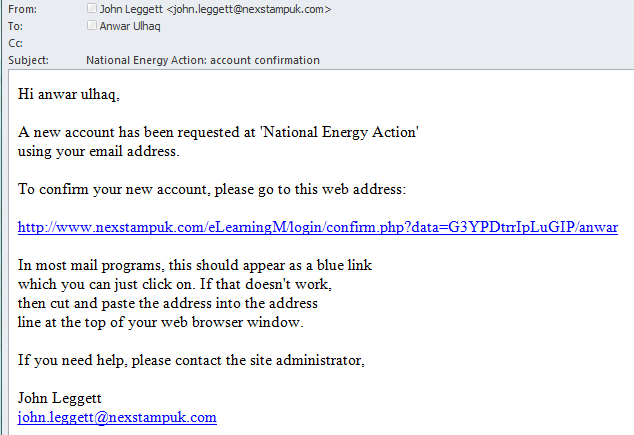 From: John Leggett <john.leggett@nexstampuk.com>
To: Anwar Ulhaq
Cc:
Subject: National Energy Action: account confirmation
Hi anwar ulhaq,
A new account has been requested at 'National Energy Action'
using your email address.
To confirm your new account, please go to this web address:
http://www.nexstampuk.com/eLearningM/login/confirm.php?data=G3YPDtrrIpLuGIP/anwar
In most mail programs, this should appear as a blue link
which you can just click on. If that doesn't work,
then cut and paste the address into the address
line at the top of your web browser window.
If you need help, please contact the site administrator,
John Leggett
john.leggett@nexstampuk.com